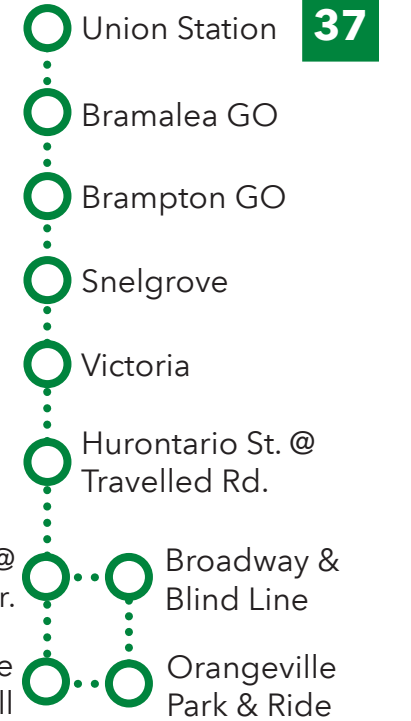 Union Station
37
Bramalea GO
Brampton GO
Snelgrove
Victoria
Hurontario St. @
Travelled Rd.
@
Broadway &
Blind Line
Orangeville
Park & Ride